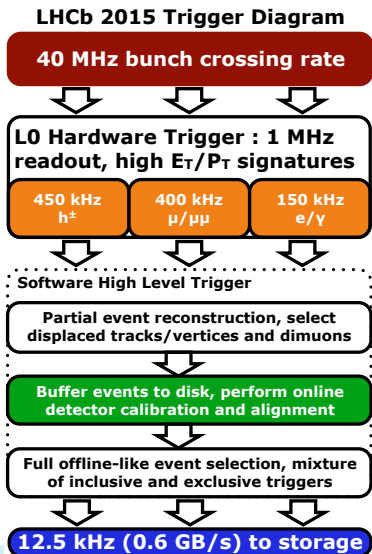 LHCb 2015 Trigger Diagram
40 MHz bunch crossing rate
L0 Hardware Trigger : 1 MHz
readout, high ET/PT signatures
450 kHz
h±
400 kHz
µ/µµ
150 kHz
e/γ
Software High Level Trigger
Partial event reconstruction, select
displaced tracks/vertices and dimuons
Buffer events to disk, perform online
detector calibration and alignment
Full offline-like event selection, mixture
of inclusive and exclusive triggers
12.5 kHz (0.6 GB/s) to storage